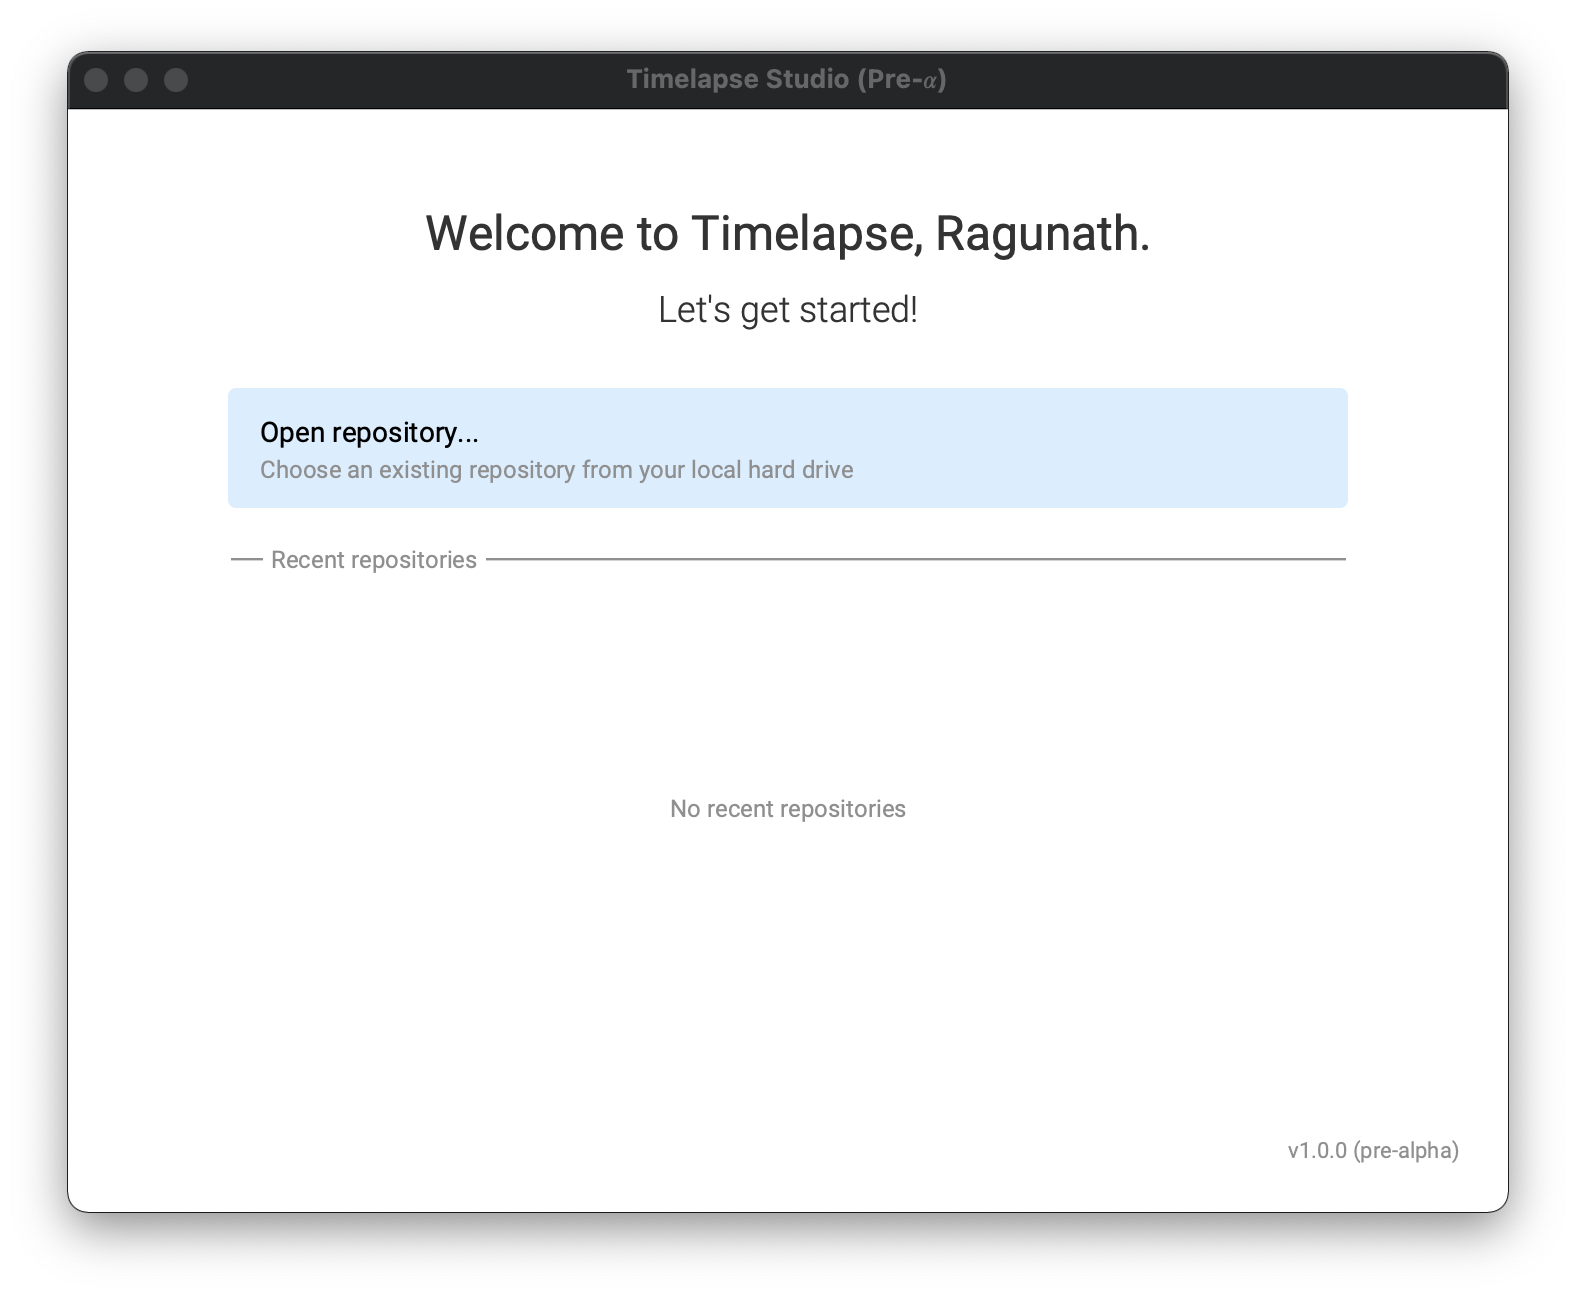 Timelapse Studio (Pre-α)
Welcome to Timelapse, Ragunath.
Let's get started!
Open repository...
Choose an existing repository from your local hard drive
Recent repositories
No recent repositories
v1.0.0 (pre-alpha)